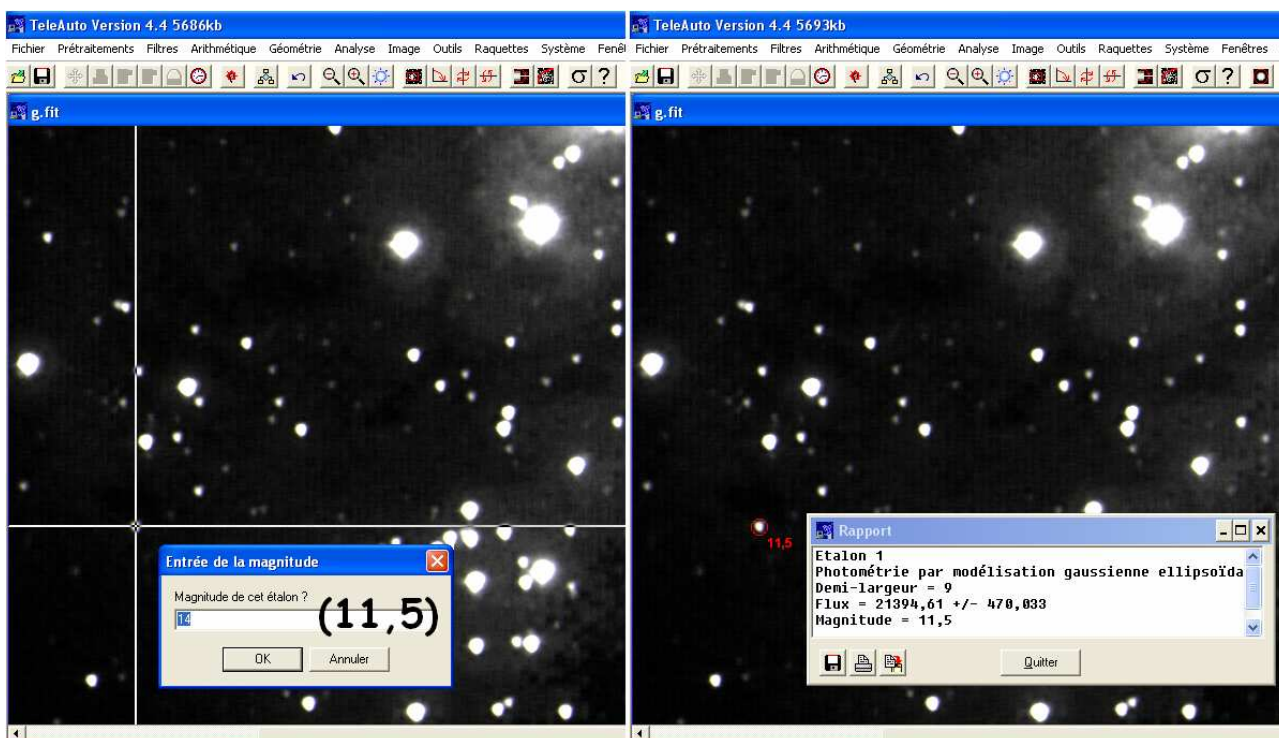 TeleAuto Version 4.4 5686kb
Fichier Prétraitements Filtres Arithmétique Géométrie Analyse Image Outils Raquettes Système Fenêt
g.fit
Entrée de la magnitude
Magnitude de cet étalon ?
14
(11,5)
OK Annuler
TeleAuto Version 4.4 5693kb
Fichier Prétraitements Filtres Arithmétique Géométrie Analyse Image Outils Raquettes Système Fenêtres
g.fit
11,5
Rapport
Etalon 1
Photométrie par modélisation gaussienne ellipsoïda
Demi-largeur = 9
Flux = 21394,61 +/- 470,033
Magnitude = 11,5
Quitter